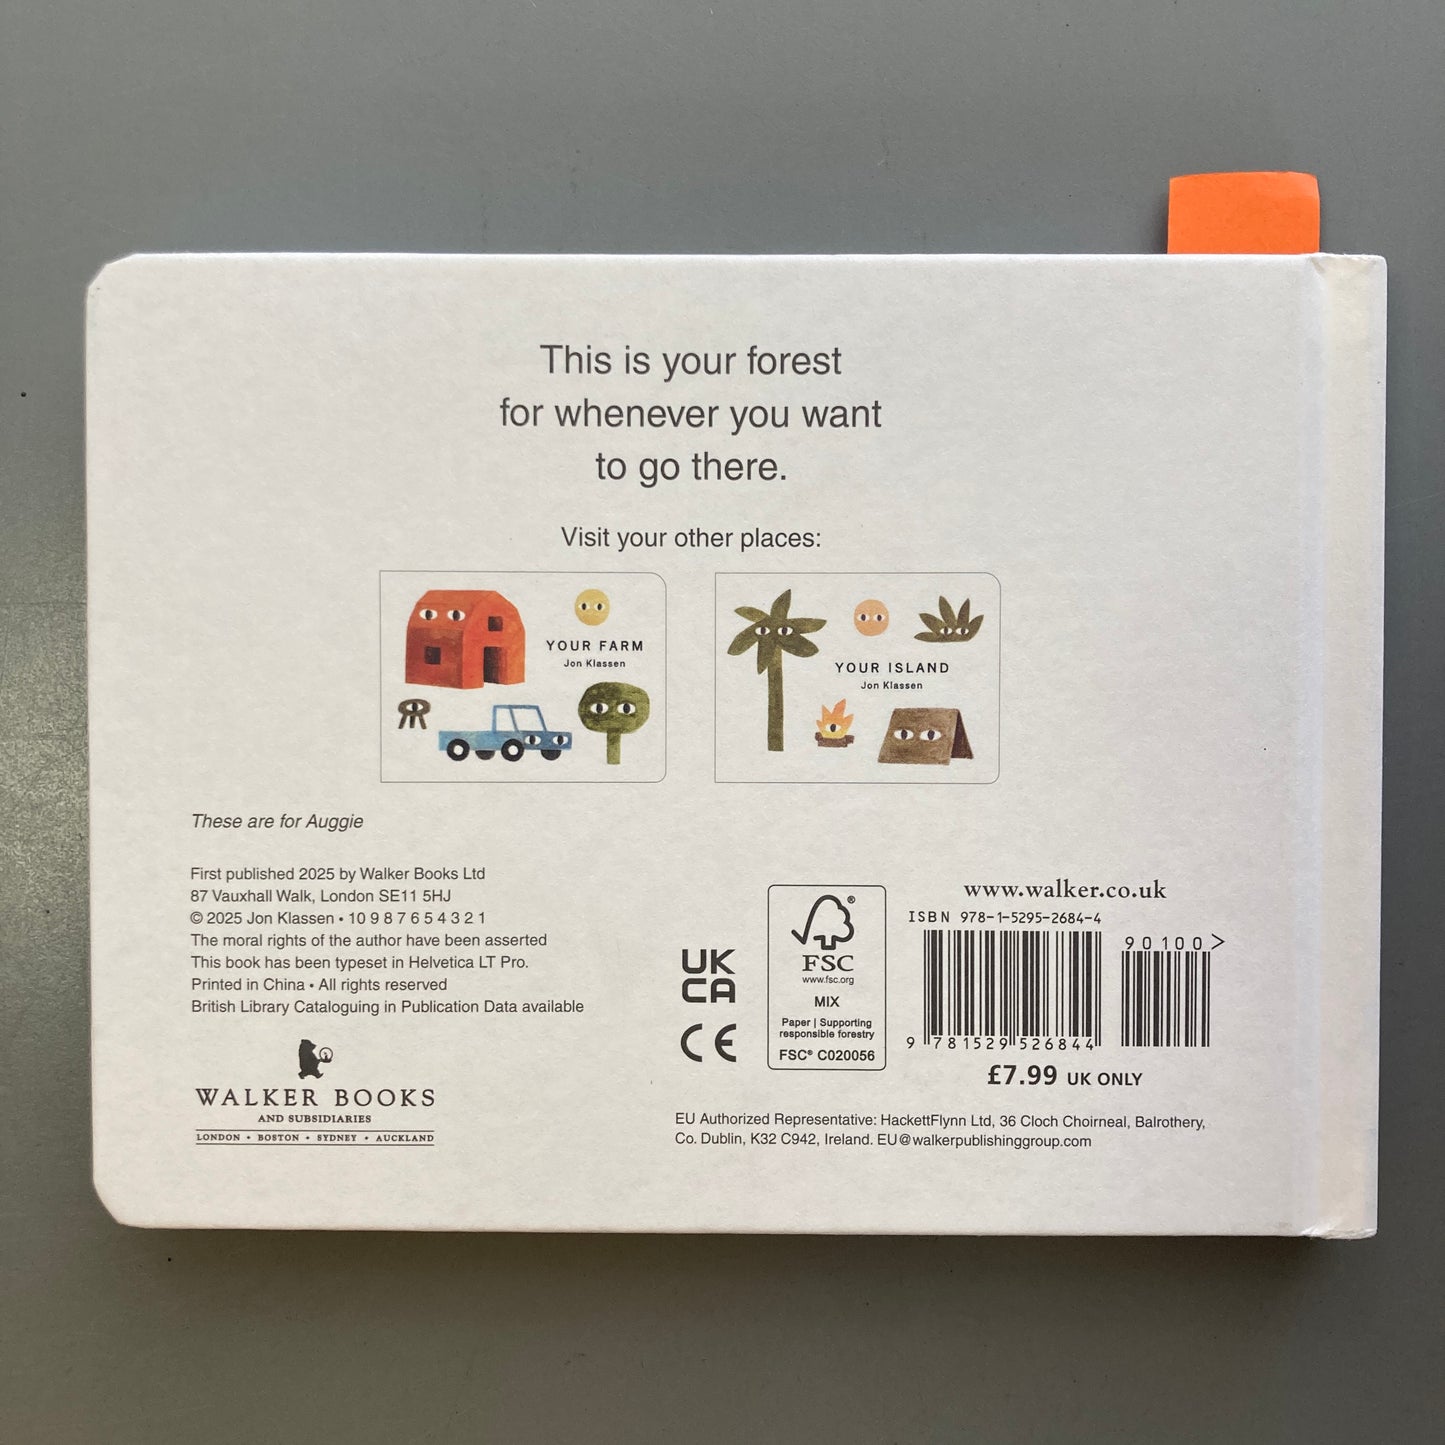 This is your forest
for whenever you want
to go there.
Visit your other places:
YOUR FARM
Jon Klassen
YOUR ISLAND
Jon Klassen
These are for Auggie
First published 2025 by Walker Books Ltd
87 Vauxhall Walk, London SE11 5HJ
© 2025 Jon Klassen • 10 9 8 7 6 5 4 3 2 1
The moral rights of the author have been asserted
This book has been typeset in Helvetica LT Pro.
Printed in China • All rights reserved
British Library Cataloguing in Publication Data available
WALKER BOOKS
AND SUBSIDIARIES
LONDON • BOSTON • SYDNEY • AUCKLAND
UK
CA
CE
FSC®
www.fsc.org
MIX
Paper | Supporting
responsible forestry
FSC® C020056
www.walker.co.uk
ISBN 978-1-5295-2684-4
90100>
9 781529 526844
£7.99 UK ONLY
EU Authorized Representative: HackettFlynn Ltd, 36 Cloch Choirneal, Balrothery,
Co. Dublin, K32 C942, Ireland. EU@walkerpublishinggroup.com